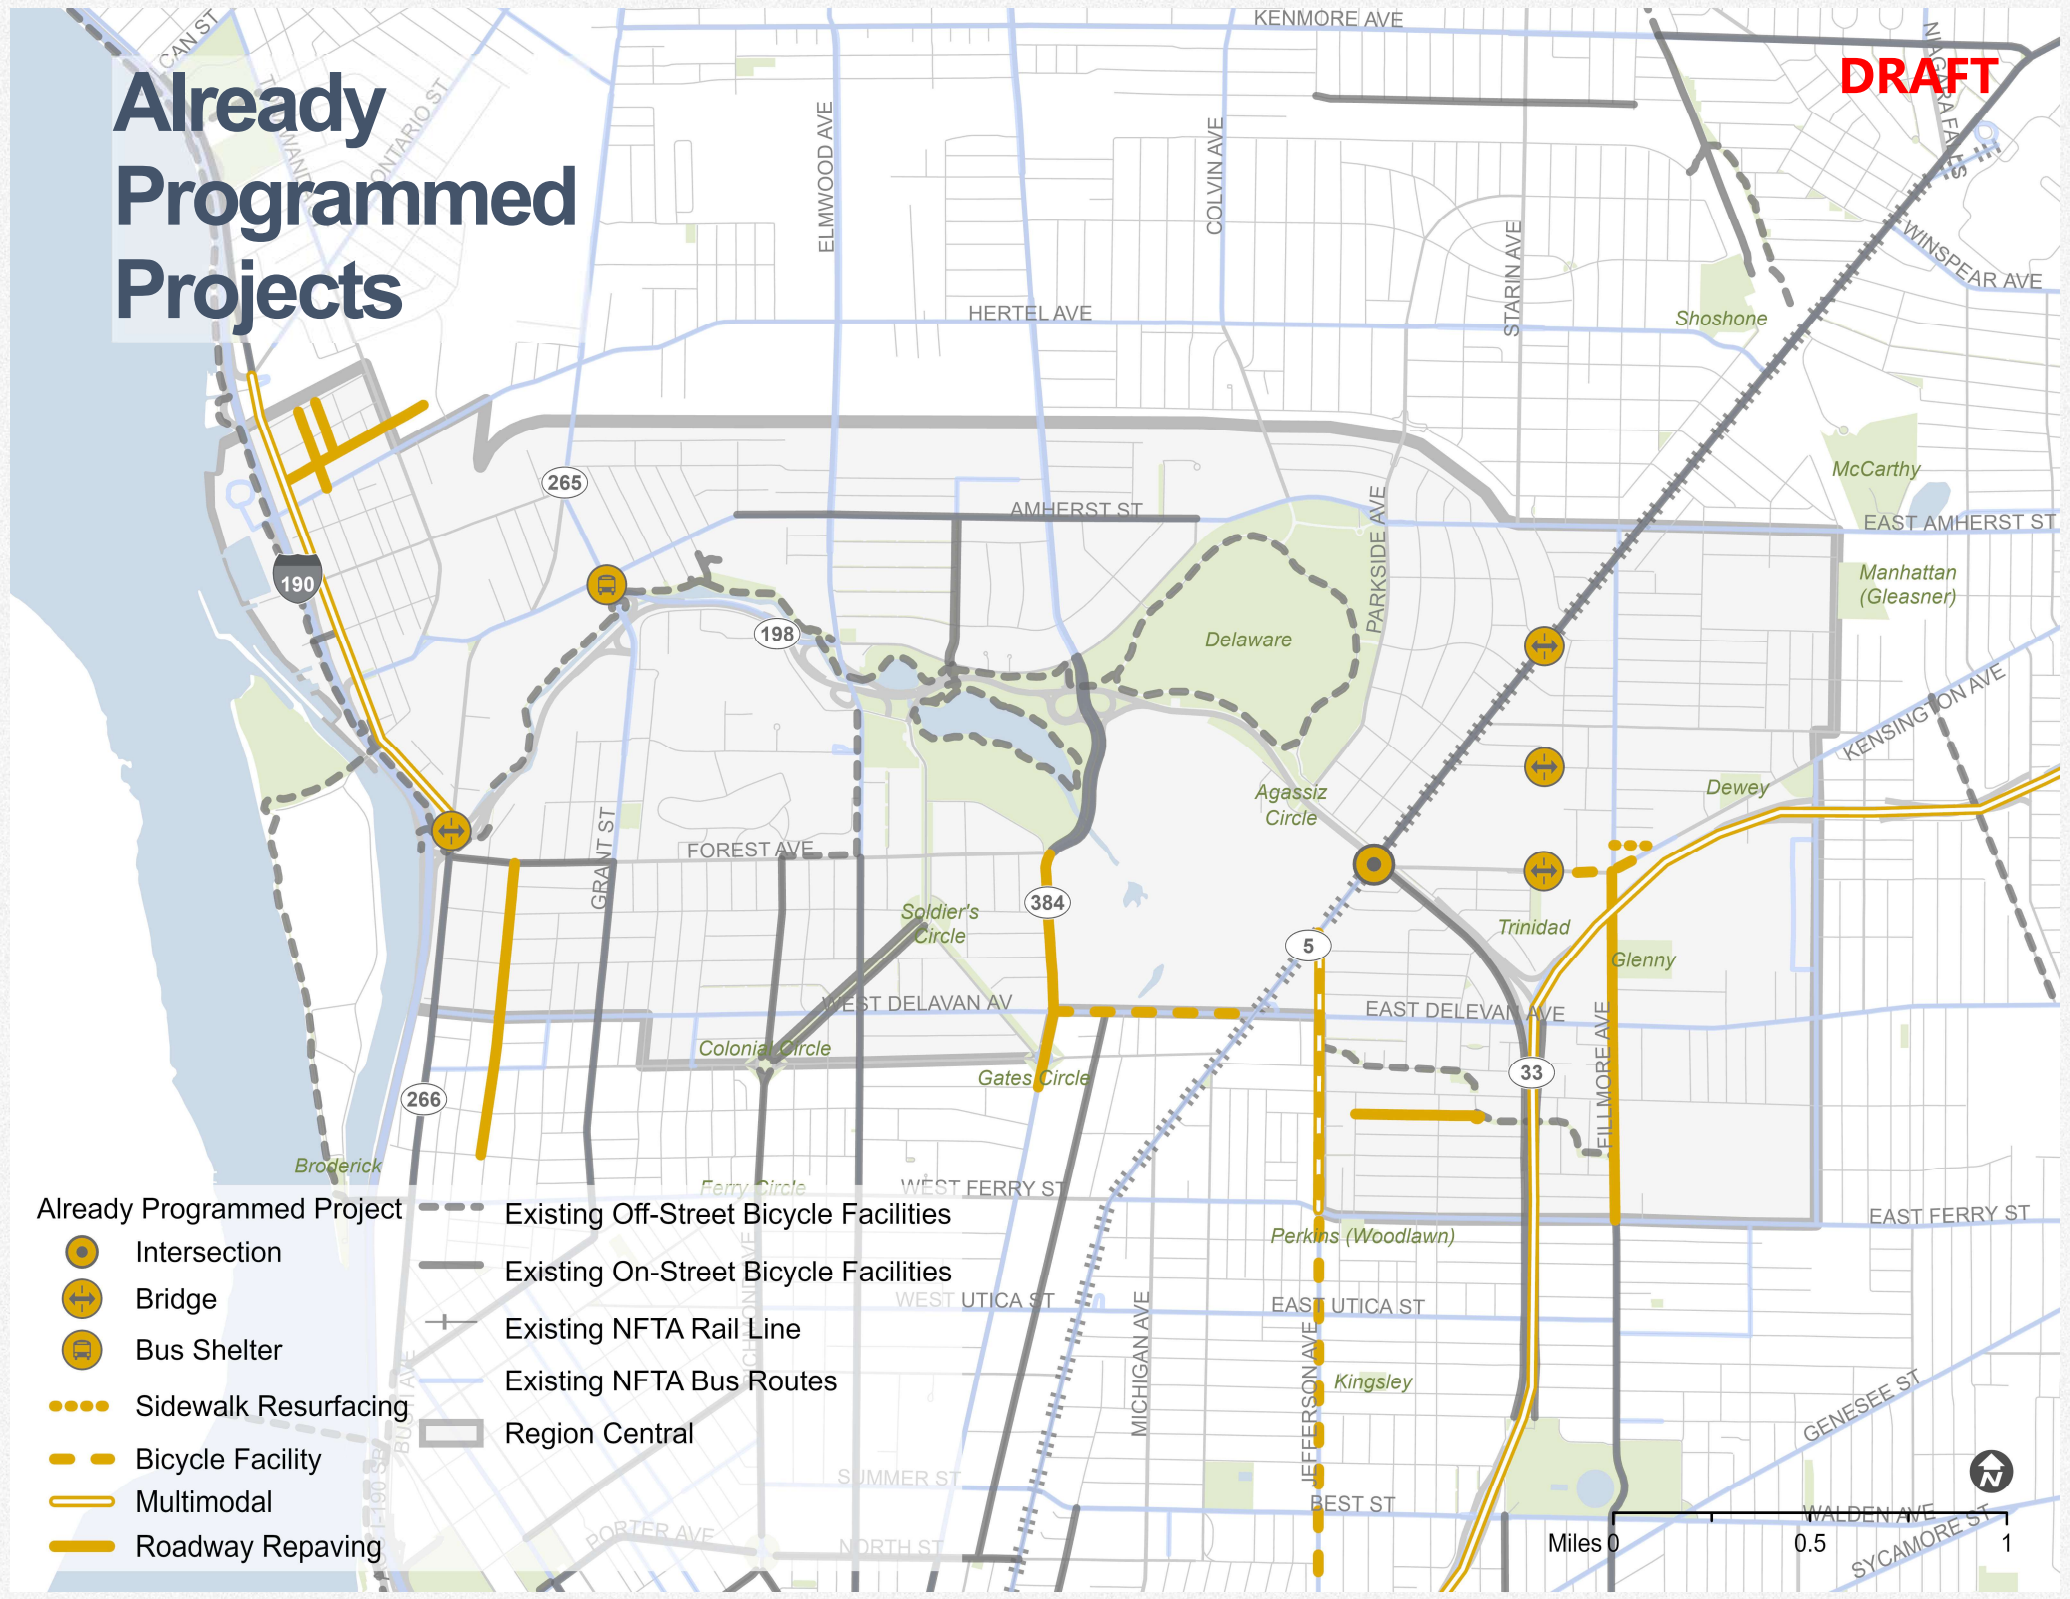 KENMORE AVE
CAN ST
NIAGARA FALLS
DRAFT
Already
Programmed
Projects
ONTARIO ST
ELMWOOD AVE
COLVIN AVE
STARIN AVE
WINSPEAR AVE
HERTEL AVE
Shoshone
McCarthy
265
AMHERST ST
PARKSIDE AVE
EAST AMHERST ST
190
Manhattan
(Gleasner)
198
Delaware
KENSINGTON AVE
Agassiz
Circle
Dewey
GRANT ST
FOREST AVE
384
Soldier's
Circle
Trinidad
5
Glenny
WEST DELAVAN AV
EAST DELEVAN AVE
FILLMORE AVE
Colonial Circle
Gates Circle
33
266
Broderick
Ferry Circle
WEST FERRY ST
EAST FERRY ST
Perkins (Woodlawn)
WEST UTICA ST
EAST UTICA ST
MICHIGAN AVE
JEFFERSON AVE
Kingsley
GENESEE ST
SUMMER ST
BEST ST
WALDEN AVE
SYCAMORE ST
PORTER AVE
NORTH ST
Already Programmed Project
Intersection
Bridge
Bus Shelter
Sidewalk Resurfacing
Bicycle Facility
Multimodal
Roadway Repaving
Existing Off-Street Bicycle Facilities
Existing On-Street Bicycle Facilities
Existing NFTA Rail Line
Existing NFTA Bus Routes
Region Central
N
Miles 0 0.5 1